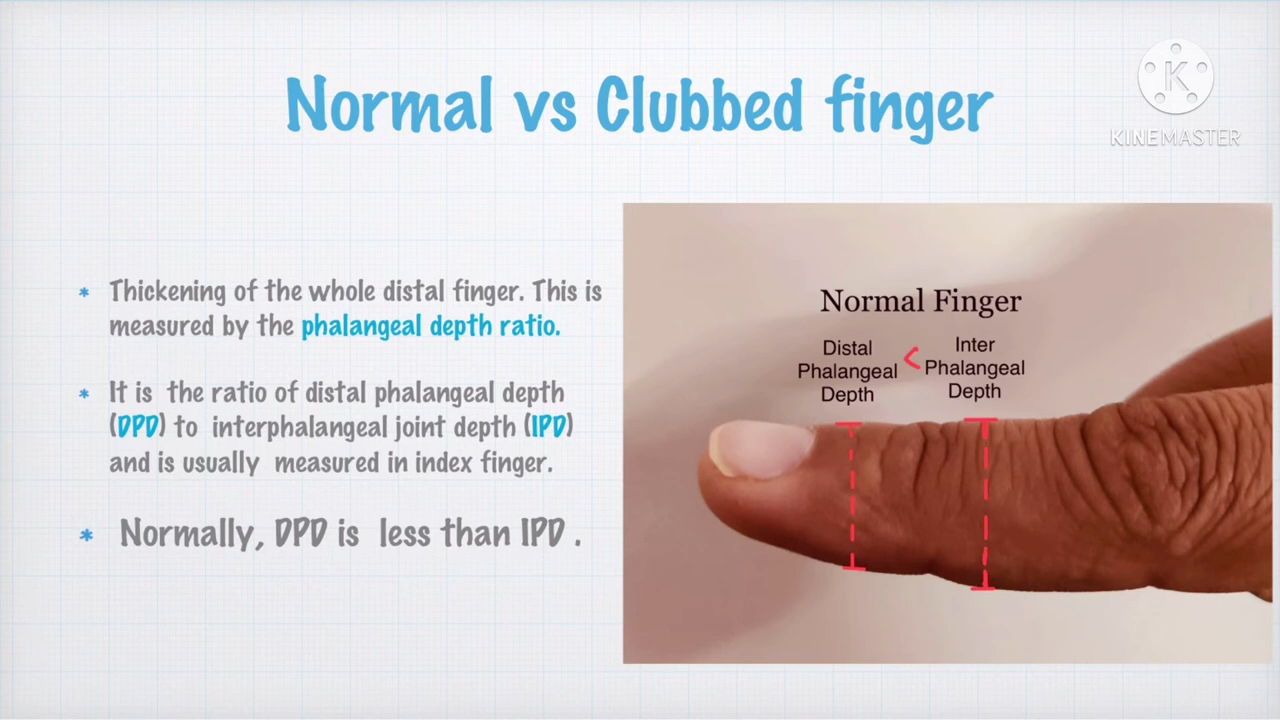 Normal vs Clubbed finger
K
KINEMASTER
* Thickening of the whole distal finger. This is
measured by the phalangeal depth ratio.
* It is the ratio of distal phalangeal depth
(DPD) to interphalangeal joint depth (IPD)
and is usually measured in index finger.
* Normally, DPD is less than IPD .
Normal Finger
Distal
Phalangeal
Depth
<
Inter
Phalangeal
Depth